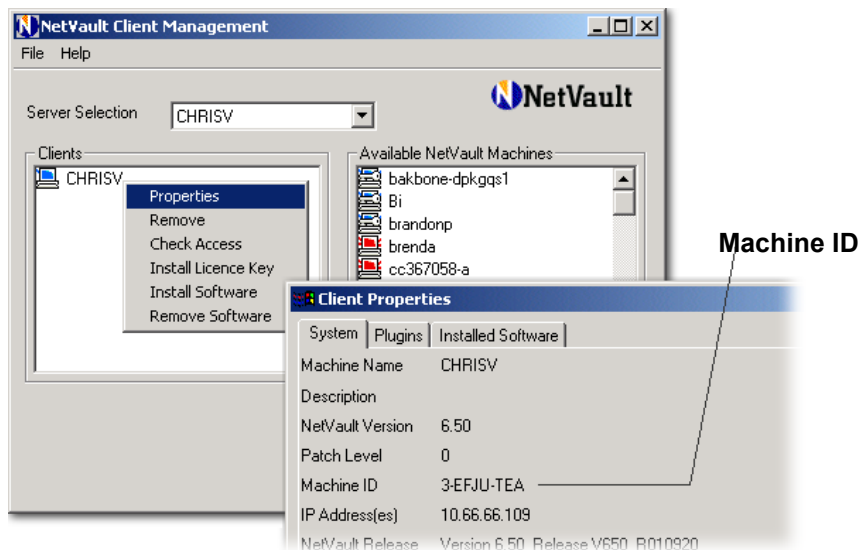 NetVault Client Management
File Help
NetVault
Server Selection CHRISV
Clients
CHRISV
Properties
Remove
Check Access
Install Licence Key
Install Software
Remove Software
Available NetVault Machines
bakbone-dpkgqs1
Bi
brandonp
brenda
cc367058-a
Machine ID
Client Properties
System Plugins Installed Software
Machine Name CHRISV
Description
NetVault Version 6.50
Patch Level 0
Machine ID 3-EFJU-TEA
IP Address(es) 10.66.66.109
NetVault Release Version 6.50 Release V650 R010920